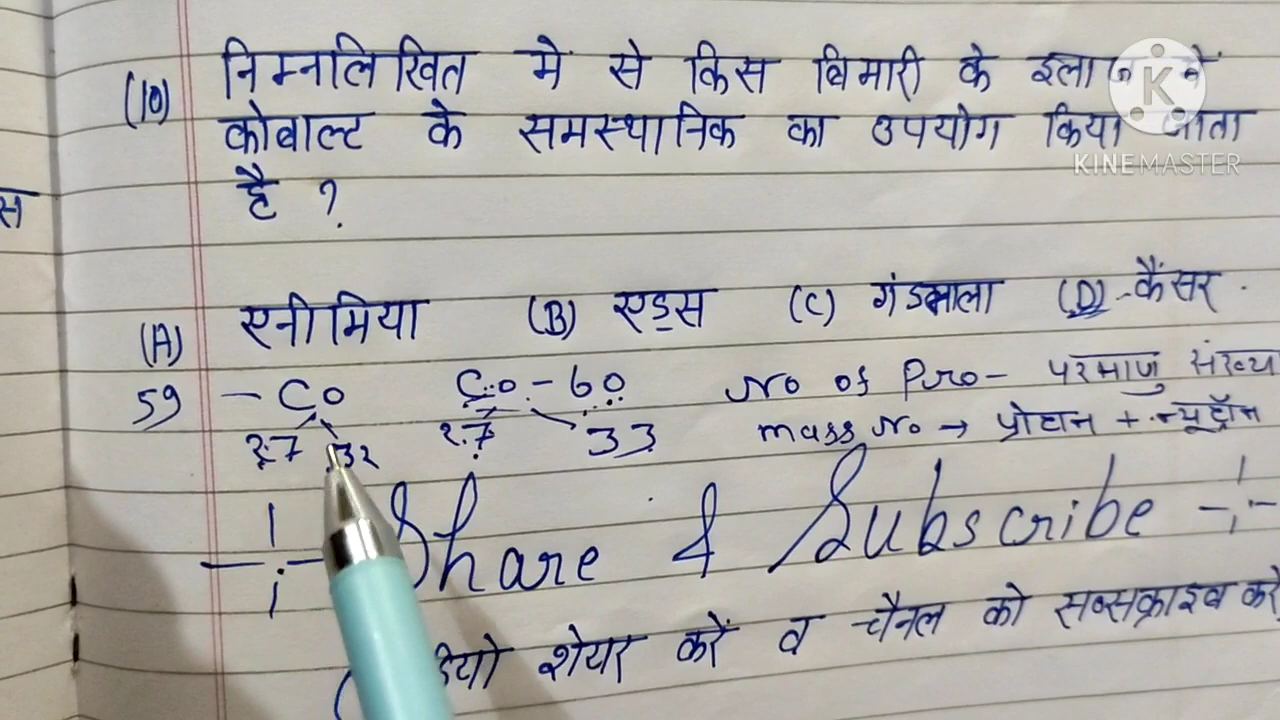 (10) निम्नलिखित में से किस बिमारी के इलाज में
कोबाल्ट के समस्थानिक का उपयोग किया जाता
है ?
स
K
KINEMASTER
(A) एनीमिया (B) एड्स (C) गंडमाला (D) कैंसर
59 - Co Co - 60 No of Pro - परमाणु संख्या
27 32 27 33 mass No → प्रोटान + न्यूट्रॉन
Share & Subscribe
शेयर करें व चैनल को सब्सक्राइब करें